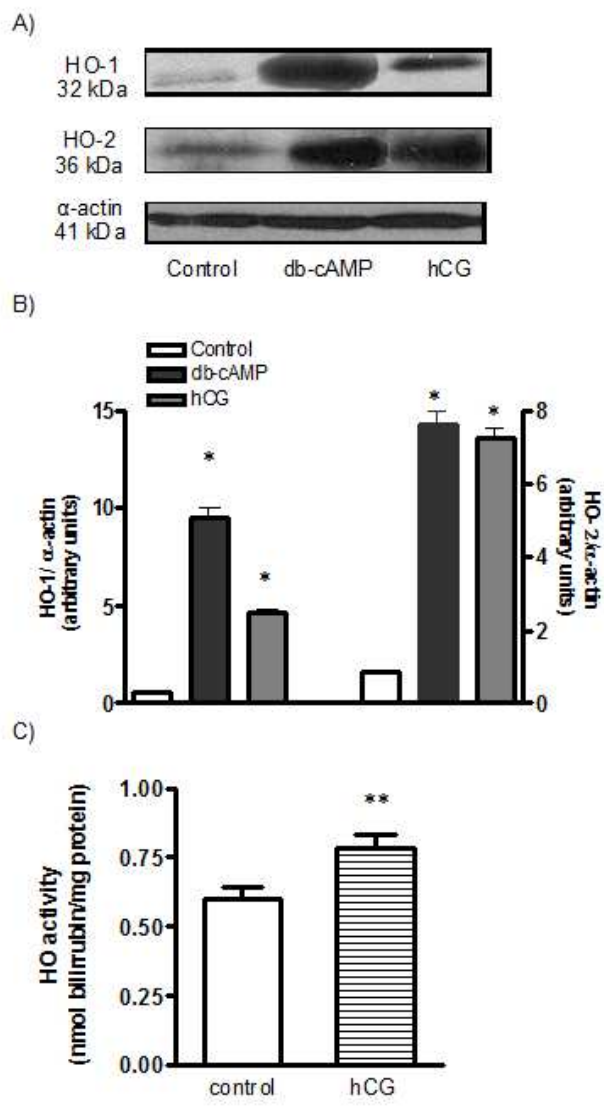 A)
HO-1
32 kDa
HO-2
36 kDa
α-actin
41 kDa
Control db-cAMP hCG
B)
Control
db-cAMP
hCG
15
10
5
0
HO-1/ α-actin
(arbitrary units)
*
*
*
*
8
6
4
2
0
HO-2/α-actin
(arbitrary units)
C)
1.00
0.75
0.50
0.25
0.00
HO activity
(nmol bilirrubin/mg protein)
**
control hCG